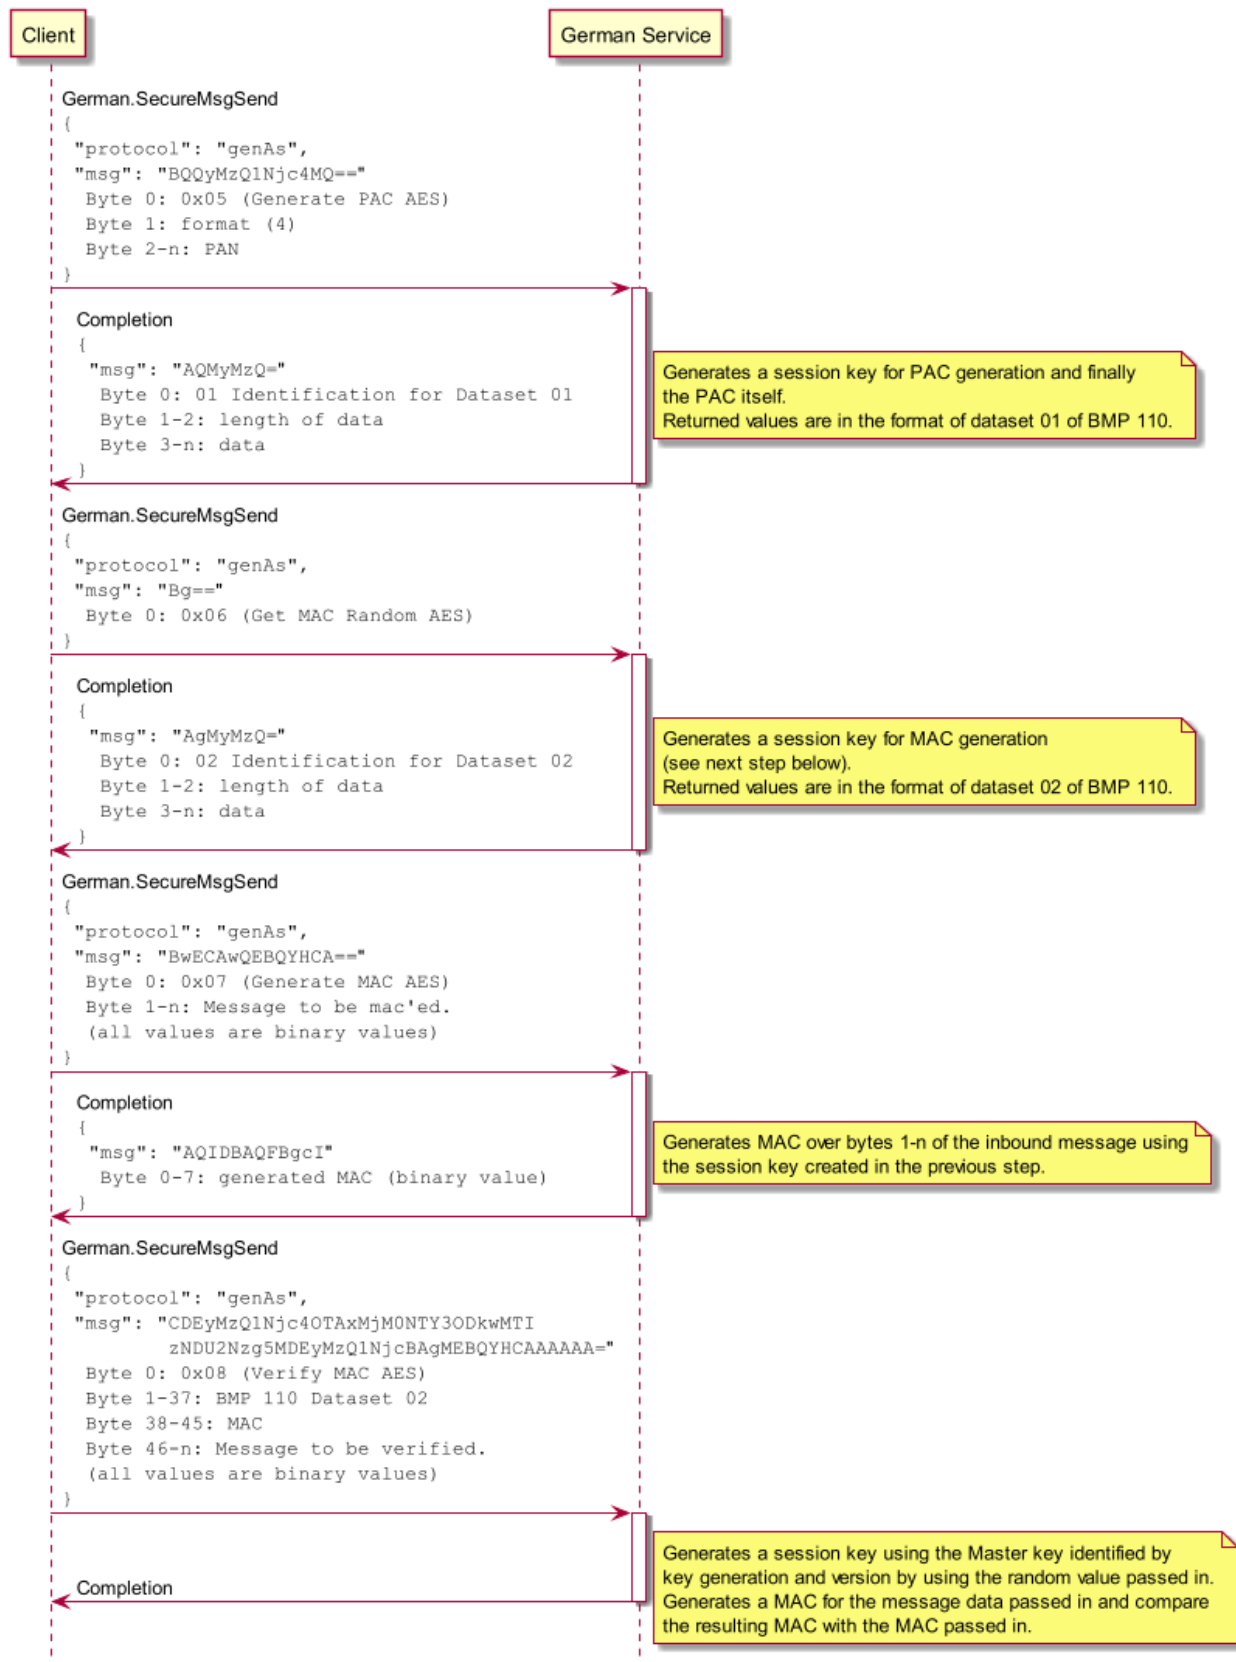 Client
German Service
German.SecureMsgSend
{
"protocol": "genAs",
"msg": "BQQyMzQ1Njc4MQ=="
Byte 0: 0x05 (Generate PAC AES)
Byte 1: format (4)
Byte 2-n: PAN
}
Completion
{
"msg": "AQMyMzQ="
Byte 0: 01 Identification for Dataset 01
Byte 1-2: length of data
Byte 3-n: data
}
Generates a session key for PAC generation and finally
the PAC itself.
Returned values are in the format of dataset 01 of BMP 110.
German.SecureMsgSend
{
"protocol": "genAs",
"msg": "Bg=="
Byte 0: 0x06 (Get MAC Random AES)
}
Completion
{
"msg": "AgMyMzQ="
Byte 0: 02 Identification for Dataset 02
Byte 1-2: length of data
Byte 3-n: data
}
Generates a session key for MAC generation
(see next step below).
Returned values are in the format of dataset 02 of BMP 110.
German.SecureMsgSend
{
"protocol": "genAs",
"msg": "BwECAwQEBQYHCA=="
Byte 0: 0x07 (Generate MAC AES)
Byte 1-n: Message to be mac'ed.
(all values are binary values)
}
Completion
{
"msg": "AQIDBAQFBgcI"
Byte 0-7: generated MAC (binary value)
}
Generates MAC over bytes 1-n of the inbound message using
the session key created in the previous step.
German.SecureMsgSend
{
"protocol": "genAs",
"msg": "CDEyMzQ1Njc4OTAxMjM0NTY3ODkwMTI
zNDU2Nzg5MDEyMzQ1NjcBAgMEBQYHCAAAAAA="
Byte 0: 0x08 (Verify MAC AES)
Byte 1-37: BMP 110 Dataset 02
Byte 38-45: MAC
Byte 46-n: Message to be verified.
(all values are binary values)
}
Completion
Generates a session key using the Master key identified by
key generation and version by using the random value passed in.
Generates a MAC for the message data passed in and compare
the resulting MAC with the MAC passed in.